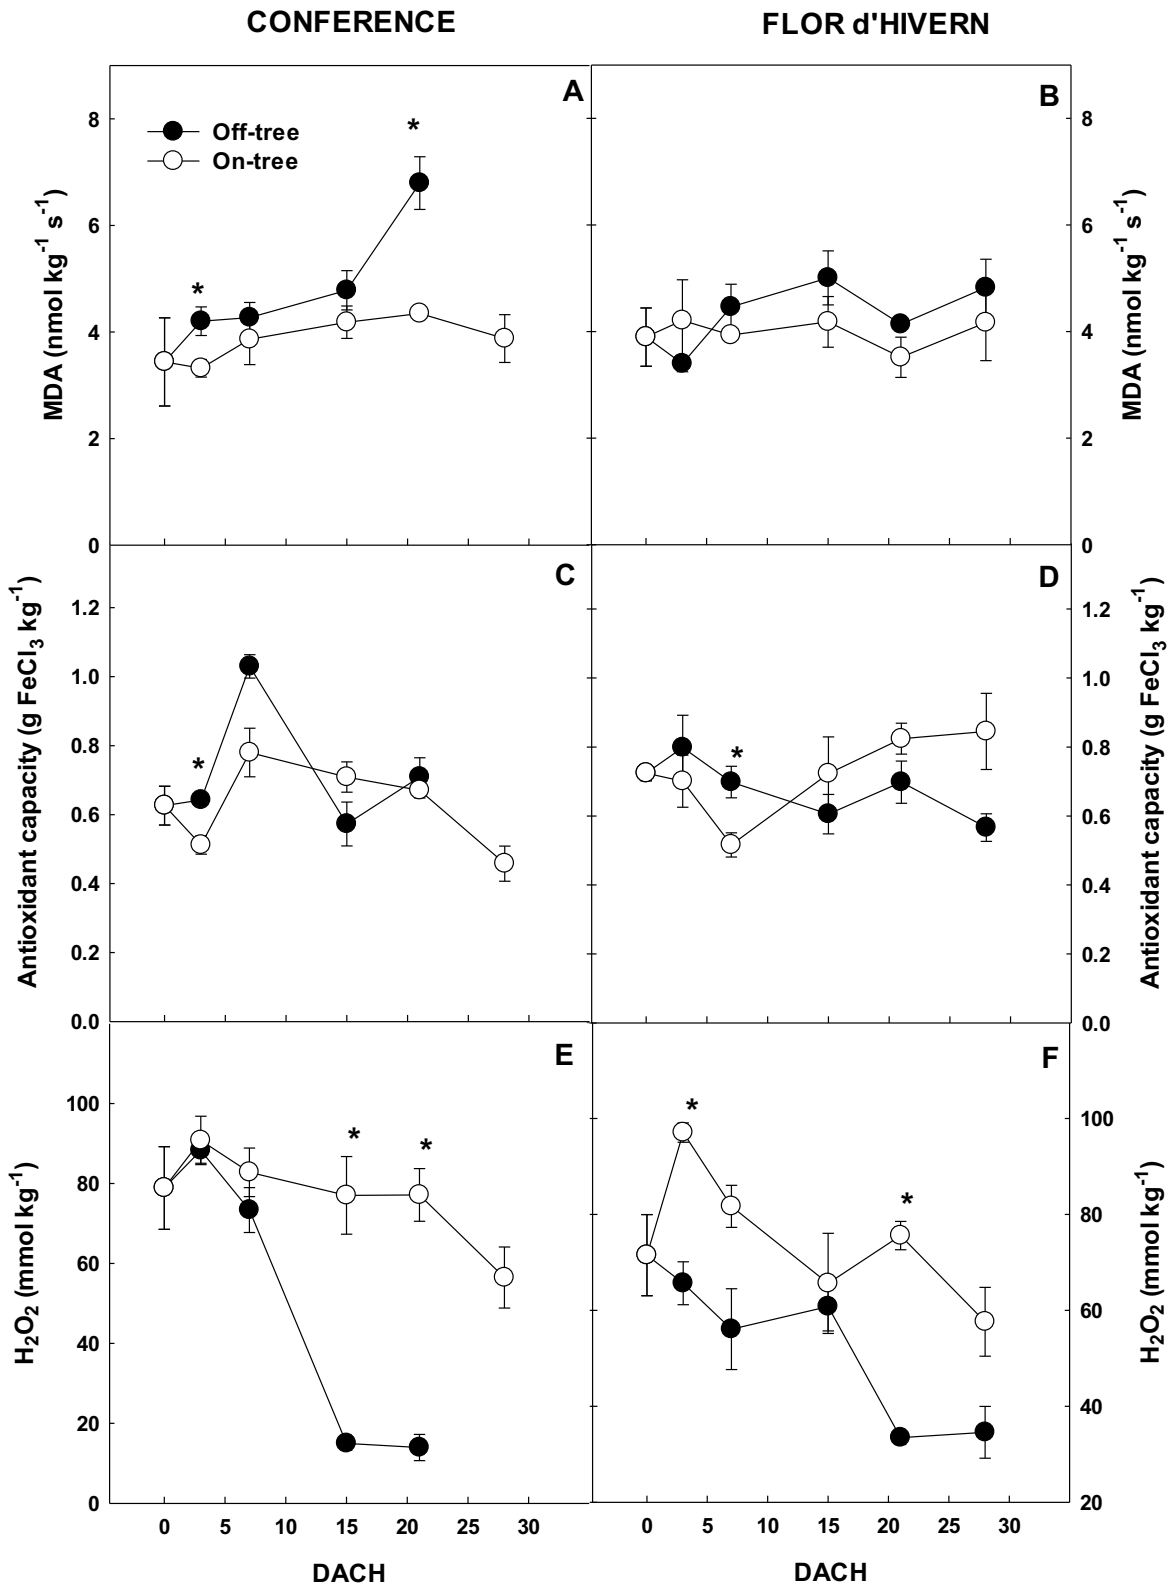 CONFERENCE
FLOR d'HIVERN
A
B
Off-tree
On-tree
*
*
8
6
4
2
0
MDA (nmol kg⁻¹ s⁻¹)
8
6
4
2
0
MDA (nmol kg⁻¹ s⁻¹)
C
D
*
*
1.2
1.0
0.8
0.6
0.4
0.2
0.0
Antioxidant capacity (g FeCl₃ kg⁻¹)
1.2
1.0
0.8
0.6
0.4
0.2
0.0
Antioxidant capacity (g FeCl₃ kg⁻¹)
E
F
*
*
*
*
100
80
60
40
20
0
H₂O₂ (mmol kg⁻¹)
100
80
60
40
20
H₂O₂ (mmol kg⁻¹)
0 5 10 15 20 25 30
0 5 10 15 20 25 30
DACH
DACH